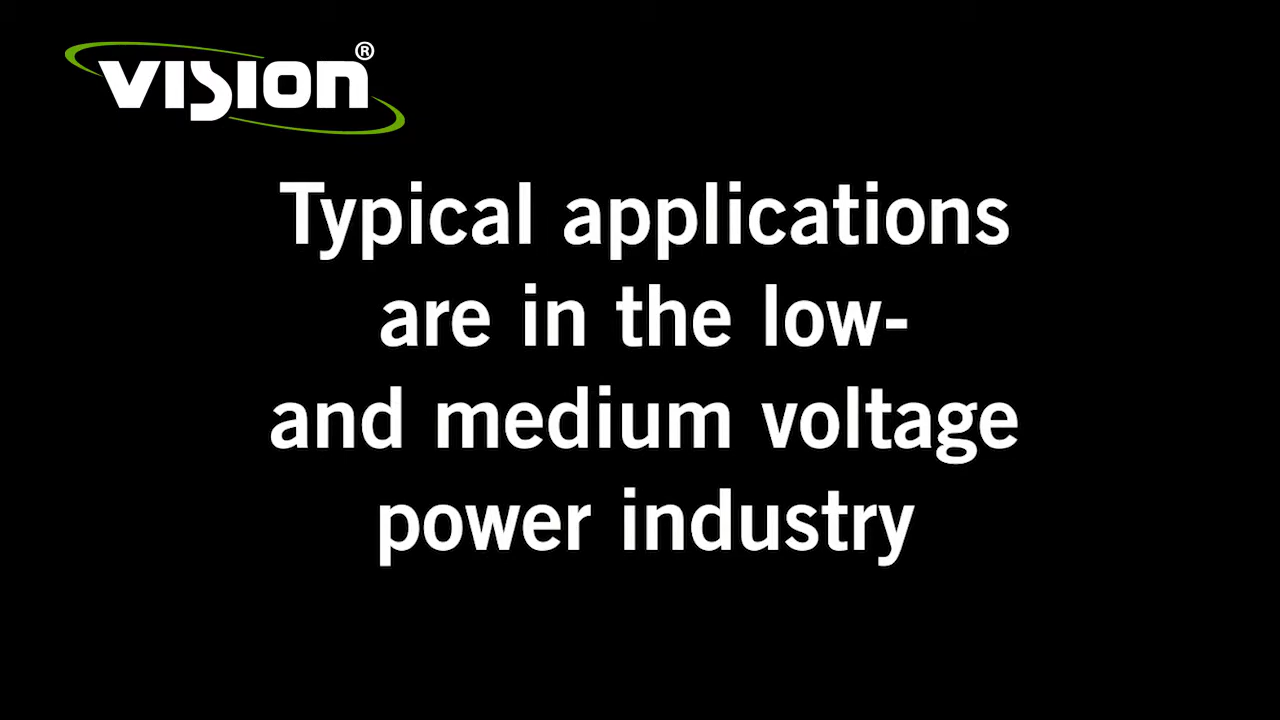 VISION®
Typical applications
are in the low-
and medium voltage
power industry